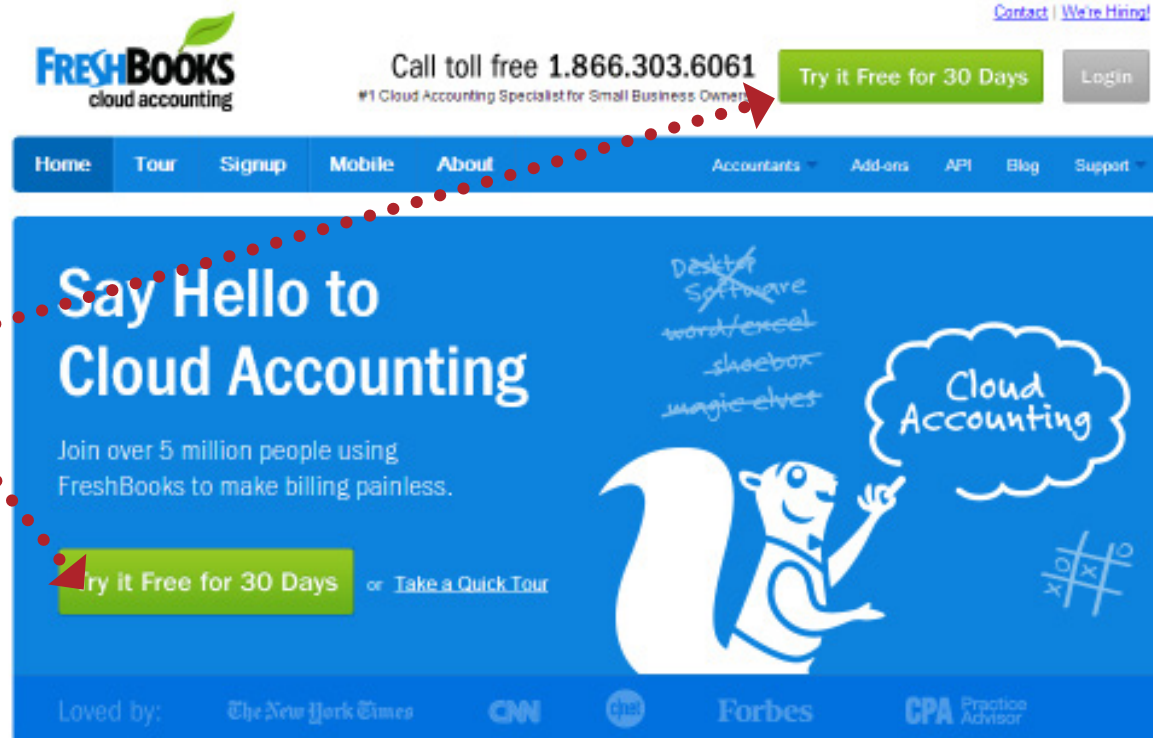 Contact | We're Hiring!
FRESHBOOKS
cloud accounting
Call toll free 1.866.303.6061
#1 Cloud Accounting Specialist for Small Business Owners
Try it Free for 30 Days
Login
Home Tour Signup Mobile About Accountants Add-ons API Blog Support
Say Hello to
Cloud Accounting
Join over 5 million people using
FreshBooks to make billing painless.
Try it Free for 30 Days or Take a Quick Tour
Desktop
Software
word/excel
shoebox
magic elves
Cloud
Accounting
O
O X
X
Loved by: The New York Times CNN cnet Forbes CPA Practice
Advisor